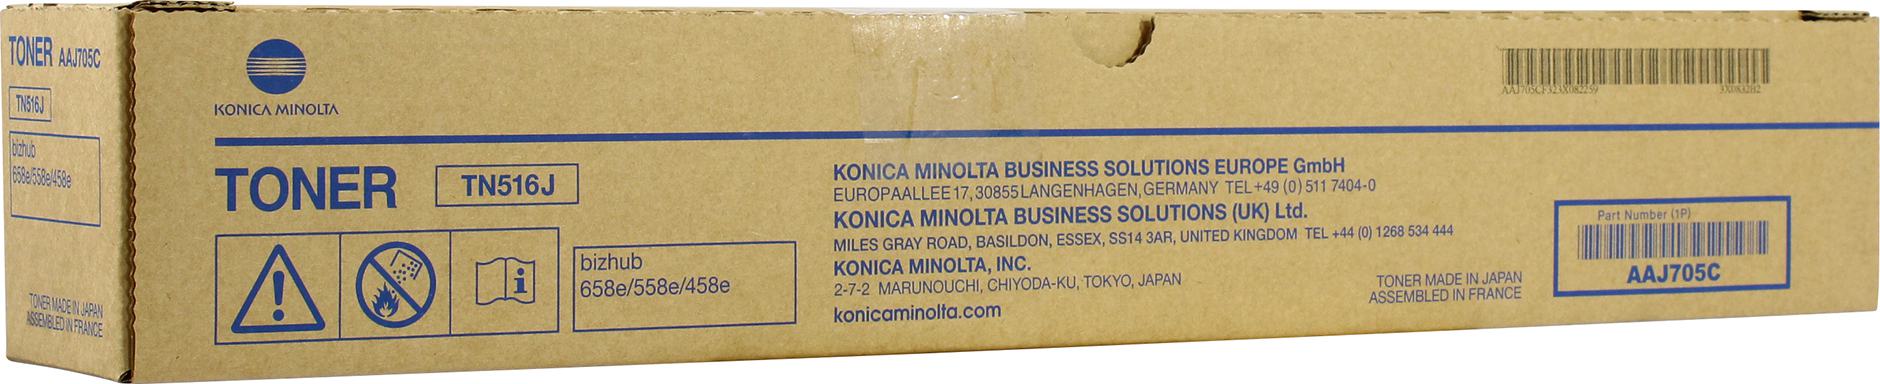 TONER AAJ705C
TN516J
bizhub
658e/558e/458e
TONER MADE IN JAPAN
ASSEMBLED IN FRANCE
KONICA MINOLTA
AAJ705CF323X082259 3X0832H2
TONER TN516J
bizhub
658e/558e/458e
KONICA MINOLTA BUSINESS SOLUTIONS EUROPE GmbH
EUROPAALLEE 17, 30855 LANGENHAGEN, GERMANY TEL +49 (0) 511 7404-0
KONICA MINOLTA BUSINESS SOLUTIONS (UK) Ltd.
MILES GRAY ROAD, BASILDON, ESSEX, SS14 3AR, UNITED KINGDOM TEL +44 (0) 1268 534 444
KONICA MINOLTA, INC.
2-7-2 MARUNOUCHI, CHIYODA-KU, TOKYO, JAPAN
konicaminolta.com
TONER MADE IN JAPAN
ASSEMBLED IN FRANCE
Part Number (1P)
AAJ705C